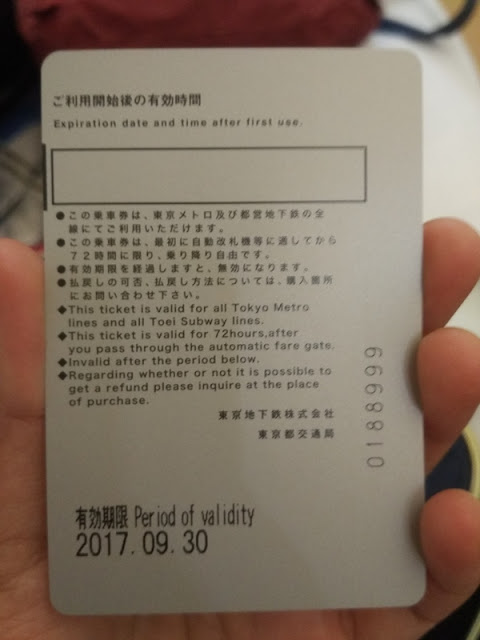 ご利用開始後の有効時間
Expiration date and time after first use.
●この乗車券は、東京メトロ及び都営地下鉄の全
線にてご利用いただけます。
●この乗車券は、最初に自動改札機等に通してから
72時間に限り、乗り降り自由です。
●有効期限を経過しますと、無効になります。
●払戻しの可否、払戻し方法については、購入箇所
にお問い合わせ下さい。
◆This ticket is valid for all Tokyo Metro
lines and all Toei Subway lines.
◆This ticket is valid for 72hours,after
you pass through the automatic fare gate.
◆Invalid after the period below.
◆Regarding whether or not it is possible to
get a refund please inquire at the place
of purchase.
東京地下鉄株式会社
東京都交通局
0188999
有効期限 Period of validity
2017.09.30